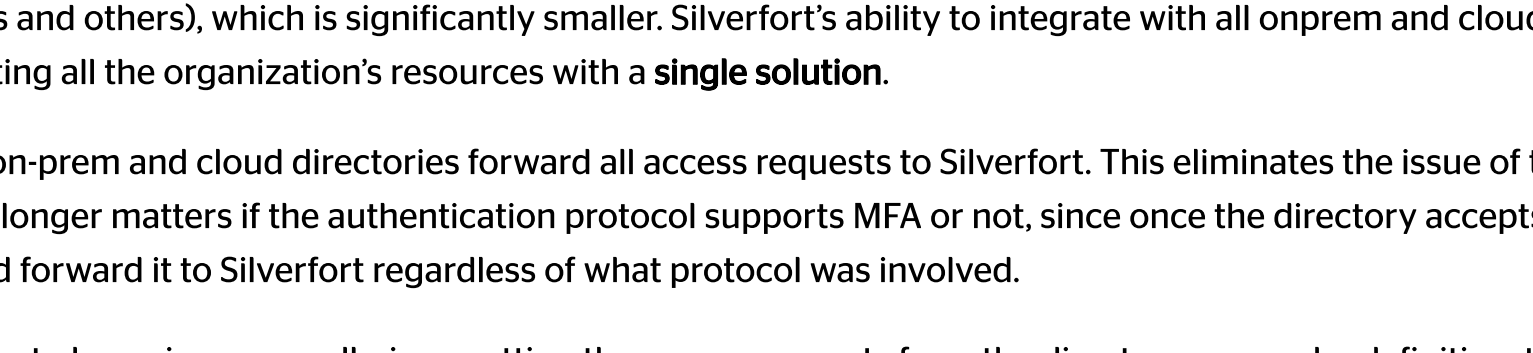 s and others), which is significantly smaller. Silverfort’s ability to integrate with all onprem and cloud
ting all the organization’s resources with a single solution.
on-prem and cloud directories forward all access requests to Silverfort. This eliminates the issue of t
longer matters if the authentication protocol supports MFA or not, since once the directory accepts
d forward it to Silverfort regardless of what protocol was involved.